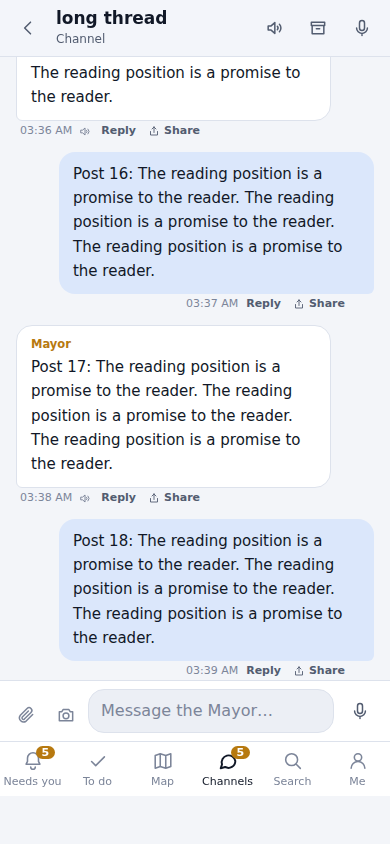 long thread
Channel
The reading position is a promise to
the reader.
03:36 AM Reply Share
Post 16: The reading position is a
promise to the reader. The reading
position is a promise to the reader.
The reading position is a promise to
the reader.
03:37 AM Reply Share
Mayor
Post 17: The reading position is a
promise to the reader. The reading
position is a promise to the reader.
The reading position is a promise to
the reader.
03:38 AM Reply Share
Post 18: The reading position is a
promise to the reader. The reading
position is a promise to the reader.
The reading position is a promise to
the reader.
03:39 AM Reply Share
Message the Mayor…
5 5
Needs you To do Map Channels Search Me